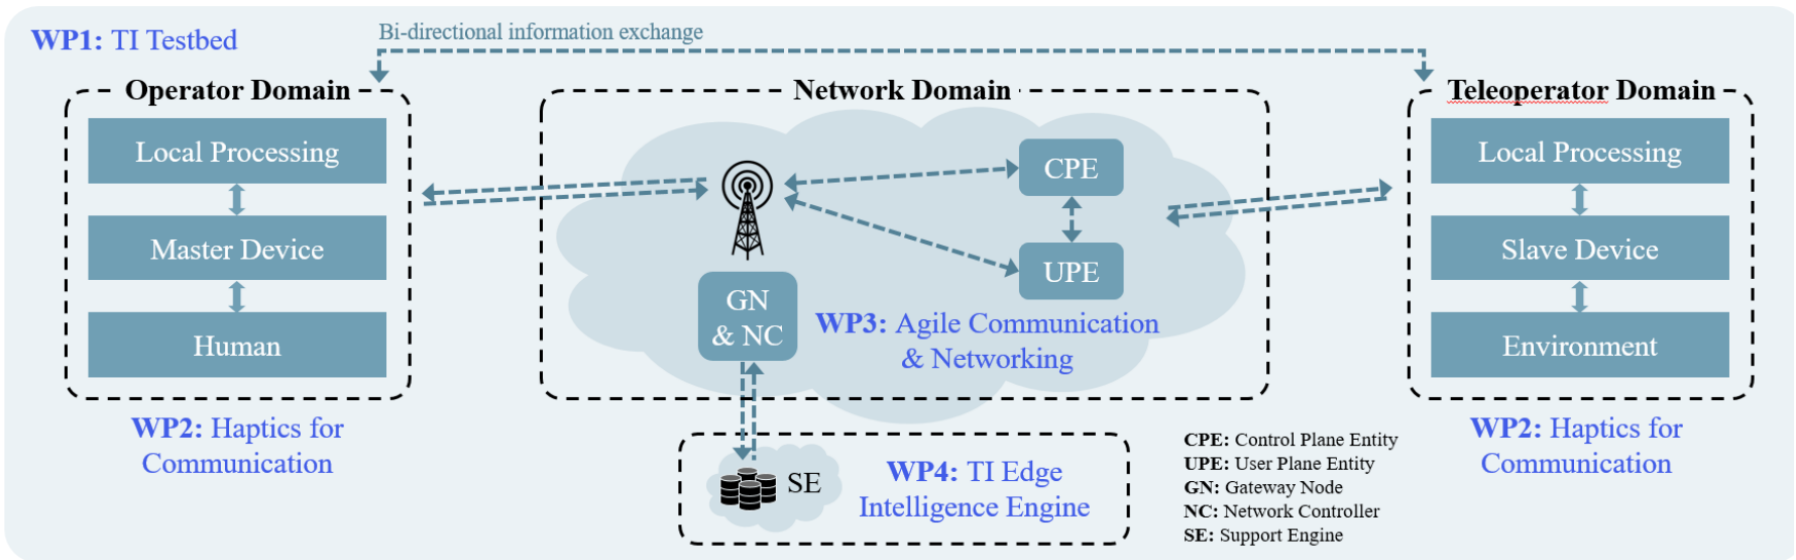 WP1: TI Testbed
Bi-directional information exchange
Operator Domain
Local Processing
Master Device
Human
WP2: Haptics for
Communication
Network Domain
CPE
UPE
GN
& NC
WP3: Agile Communication
& Networking
SE
WP4: TI Edge
Intelligence Engine
Teleoperator Domain
Local Processing
Slave Device
Environment
WP2: Haptics for
Communication
CPE: Control Plane Entity
UPE: User Plane Entity
GN: Gateway Node
NC: Network Controller
SE: Support Engine